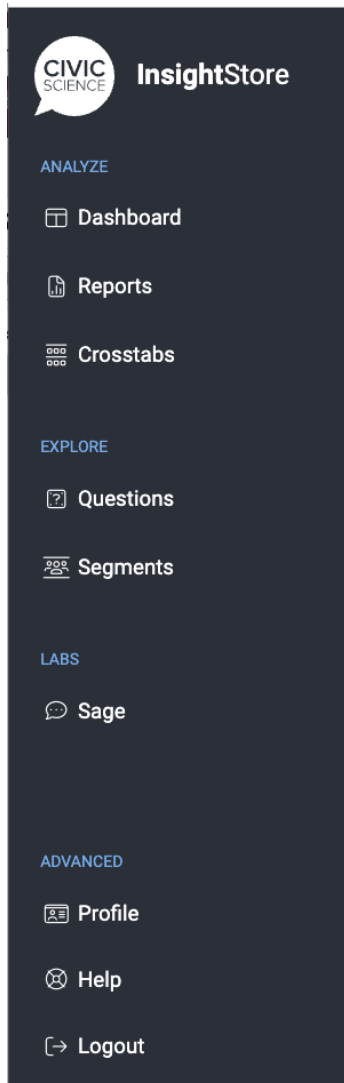 CIVIC
SCIENCE
InsightStore
ANALYZE
Dashboard
Reports
Crosstabs
EXPLORE
Questions
Segments
LABS
Sage
ADVANCED
Profile
Help
Logout